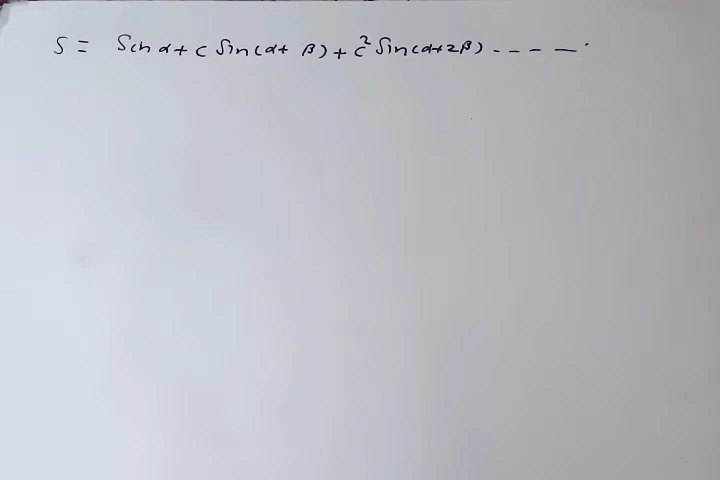 S = Sin α + c Sin(α + β) + c² Sin(α+2β) - - - —